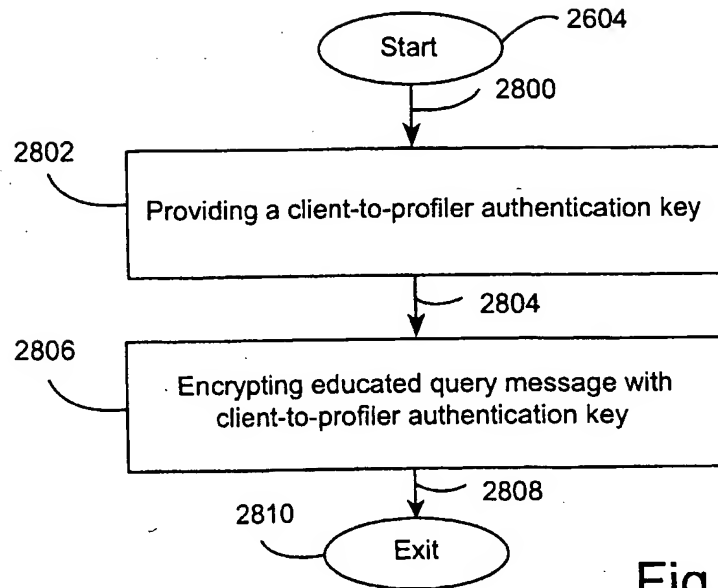 Start
2604
2800
2802
Providing a client-to-profiler authentication key
2804
2806
Encrypting educated query message with
client-to-profiler authentication key
2808
2810
Exit
Fig